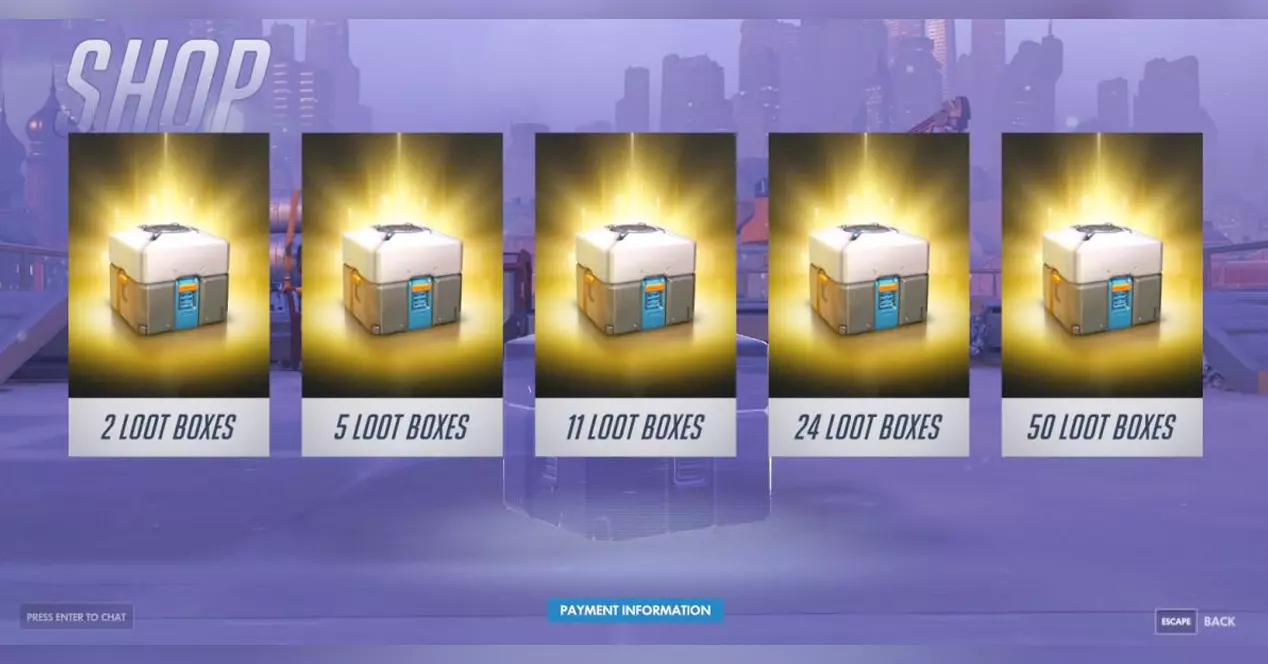 SHOP
2 LOOT BOXES
5 LOOT BOXES
11 LOOT BOXES
24 LOOT BOXES
50 LOOT BOXES
PAYMENT INFORMATION
PRESS ENTER TO CHAT
ESCAPE BACK